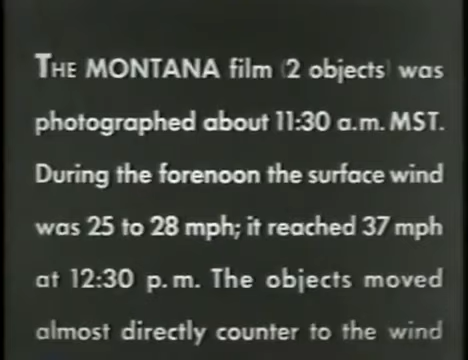 THE MONTANA film (2 objects) was
photographed about 11:30 a.m. MST.
During the forenoon the surface wind
was 25 to 28 mph; it reached 37 mph
at 12:30 p.m. The objects moved
almost directly counter to the wind